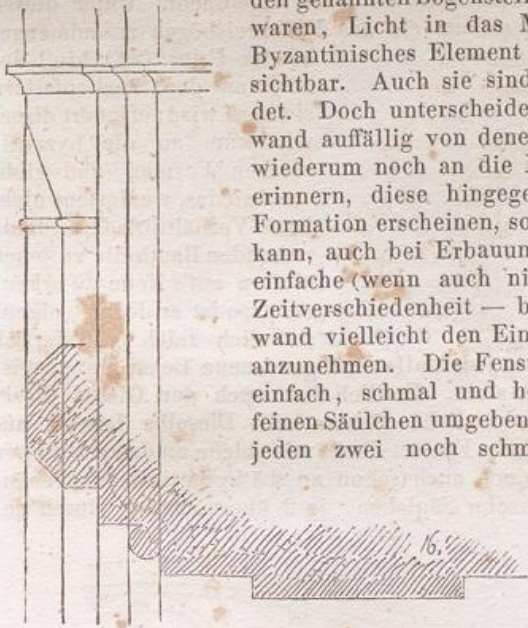 den genannten Bogenstel
waren, Licht in das M
Byzantinisches Element
sichtbar. Auch sie sind
det. Doch unterscheide
wand auffällig von dene
wiederum noch an die
erinnern, diese hingege
Formation erscheinen, so
kann, auch bei Erbauun
einfache (wenn auch ni
Zeitverschiedenheit — b
wand vielleicht den Ein
anzunehmen. Die Fens
einfach, schmal und h
feinen Säulchen umgeben
jeden zwei noch schm
16.